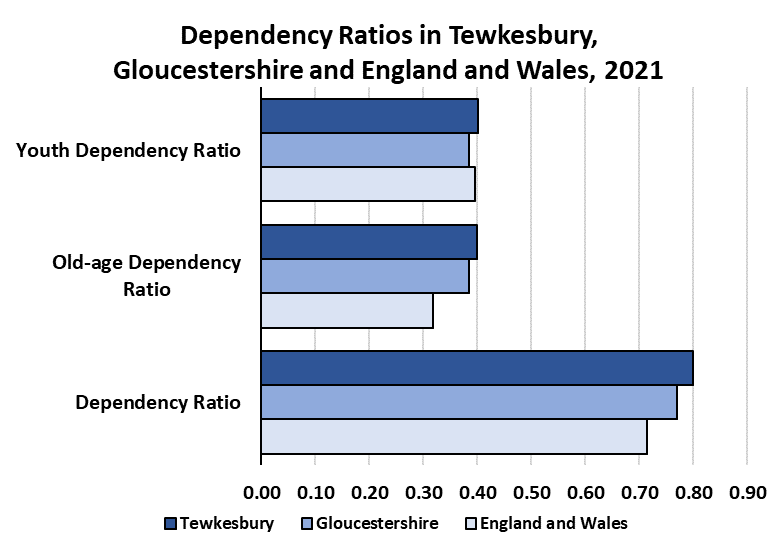 Dependency Ratios in Tewkesbury,
Gloucestershire and England and Wales, 2021
Youth Dependency Ratio
Old-age Dependency
Ratio
Dependency Ratio
0.00 0.10 0.20 0.30 0.40 0.50 0.60 0.70 0.80 0.90
Tewkesbury Gloucestershire England and Wales